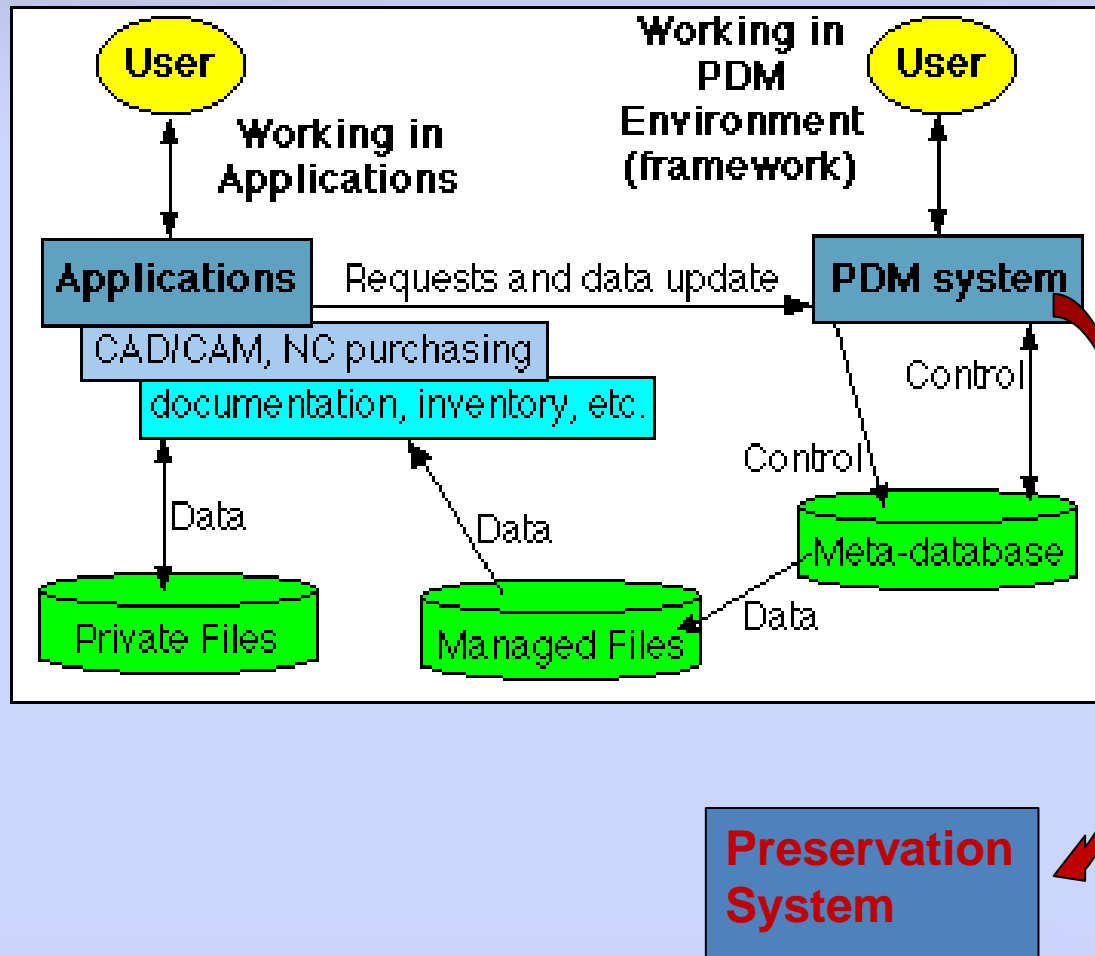 User
Working in
Applications
Working in
PDM
Environment
(framework)
User
Applications
Requests and data update
PDM system
CAD/CAM, NC purchasing
documentation, inventory, etc.
Control
Control
Data
Data
Meta-database
Data
Private Files
Managed Files
Preservation
System